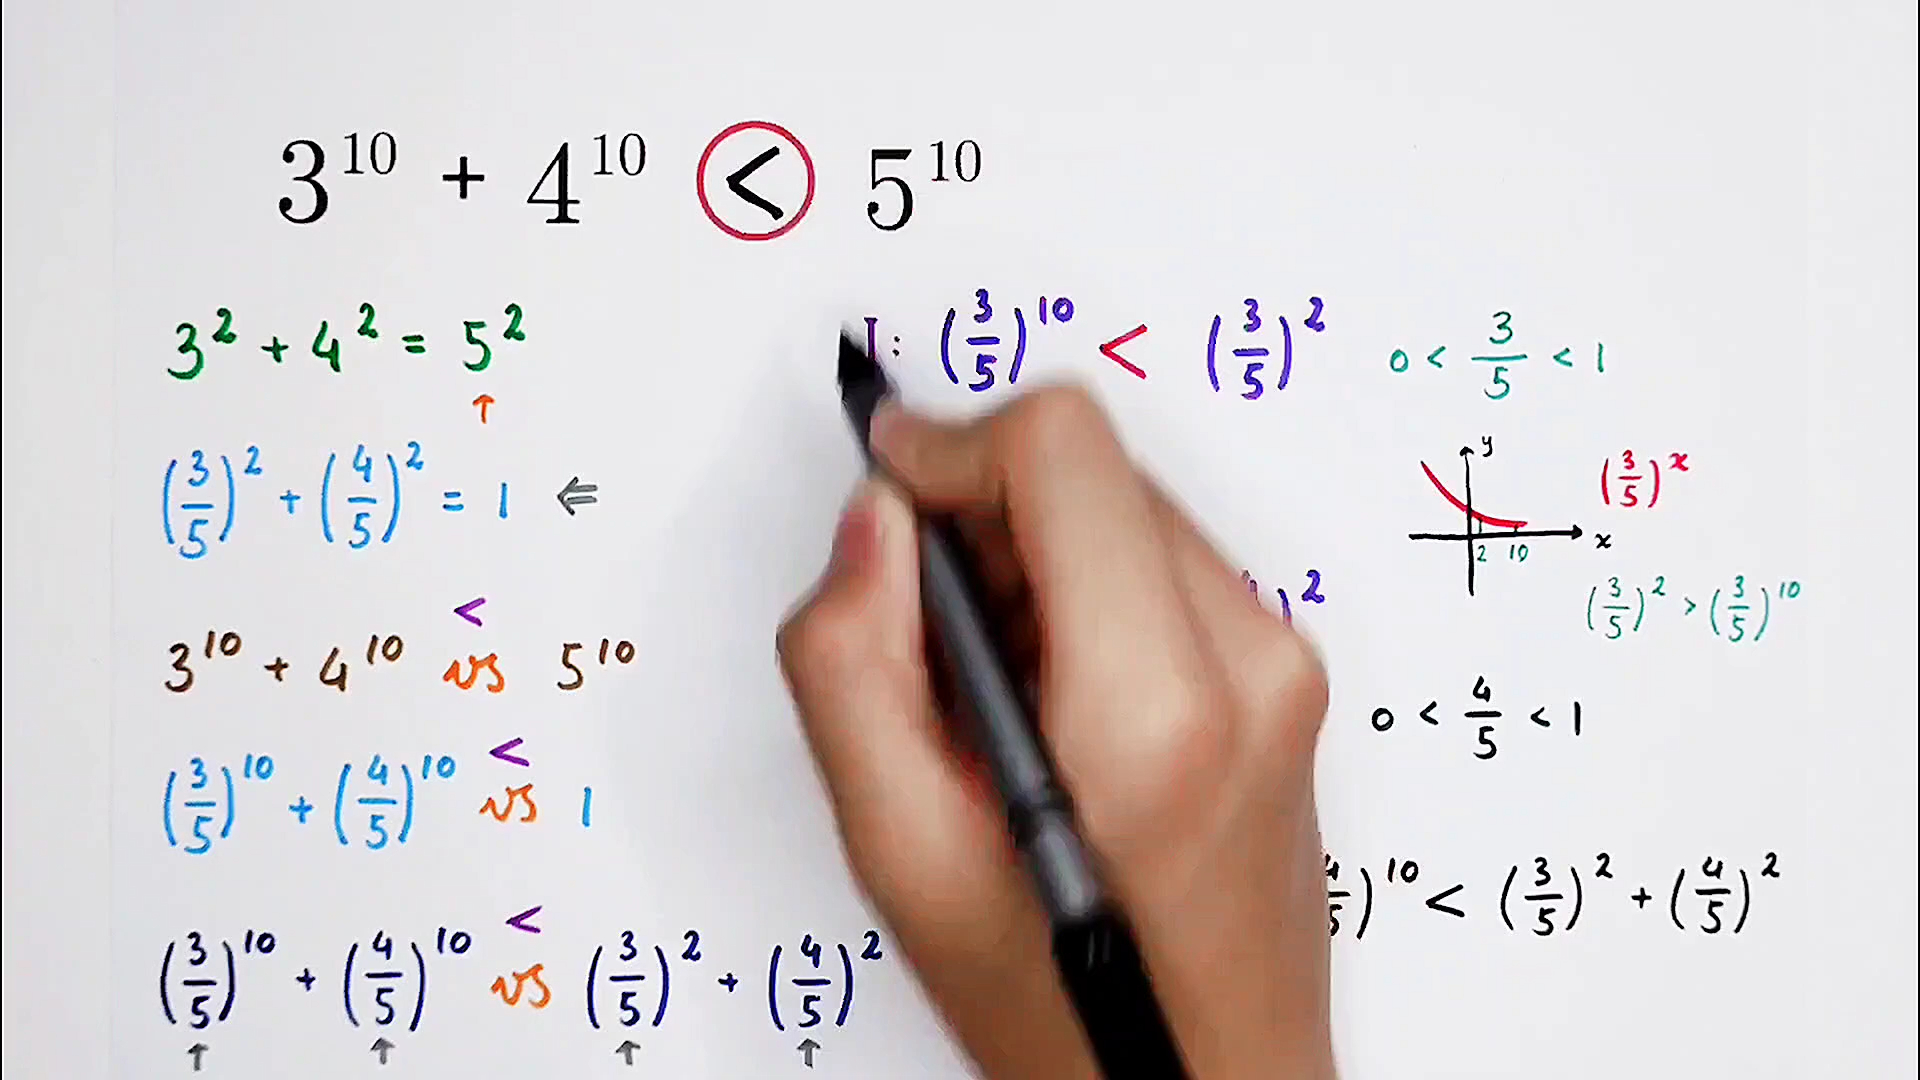 3^10 + 4^10 < 5^10
3^2 + 4^2 = 5^2
↑
(3/5)^2 + (4/5)^2 = 1 ⇐
<
3^10 + 4^10 vs 5^10
<
(3/5)^10 + (4/5)^10 vs 1
<
(3/5)^10 + (4/5)^10 vs (3/5)^2 + (4/5)^2
↑ ↑ ↑ ↑
I: (3/5)^10 < (3/5)^2
0 < 3/5 < 1
y
(3/5)^x
2 10 x
(3/5)^2 > (3/5)^10
)^2
0 < 4/5 < 1
)^10 < (3/5)^2 + (4/5)^2